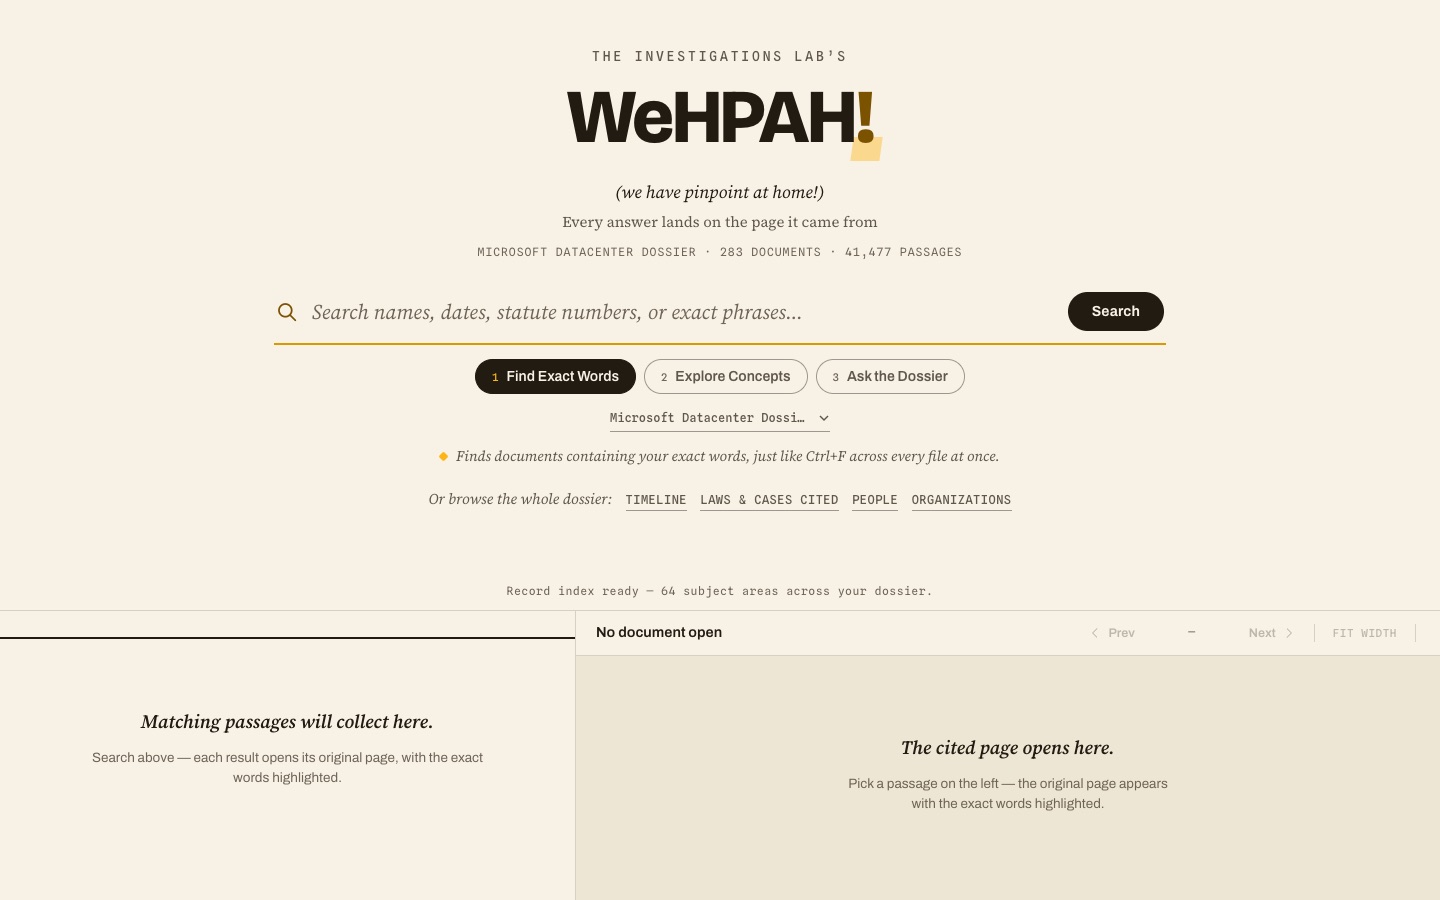 THE INVESTIGATIONS LAB’S
WeHPAH!
(we have pinpoint at home!)
Every answer lands on the page it came from
MICROSOFT DATACENTER DOSSIER · 283 DOCUMENTS · 41,477 PASSAGES
Search names, dates, statute numbers, or exact phrases…
Search
1 Find Exact Words
2 Explore Concepts
3 Ask the Dossier
Microsoft Datacenter Dossi…
Finds documents containing your exact words, just like Ctrl+F across every file at once.
Or browse the whole dossier: TIMELINE LAWS & CASES CITED PEOPLE ORGANIZATIONS
Record index ready — 64 subject areas across your dossier.
No document open
Prev
–
Next
FIT WIDTH
Matching passages will collect here.
Search above — each result opens its original page, with the exact
words highlighted.
The cited page opens here.
Pick a passage on the left — the original page appears
with the exact words highlighted.